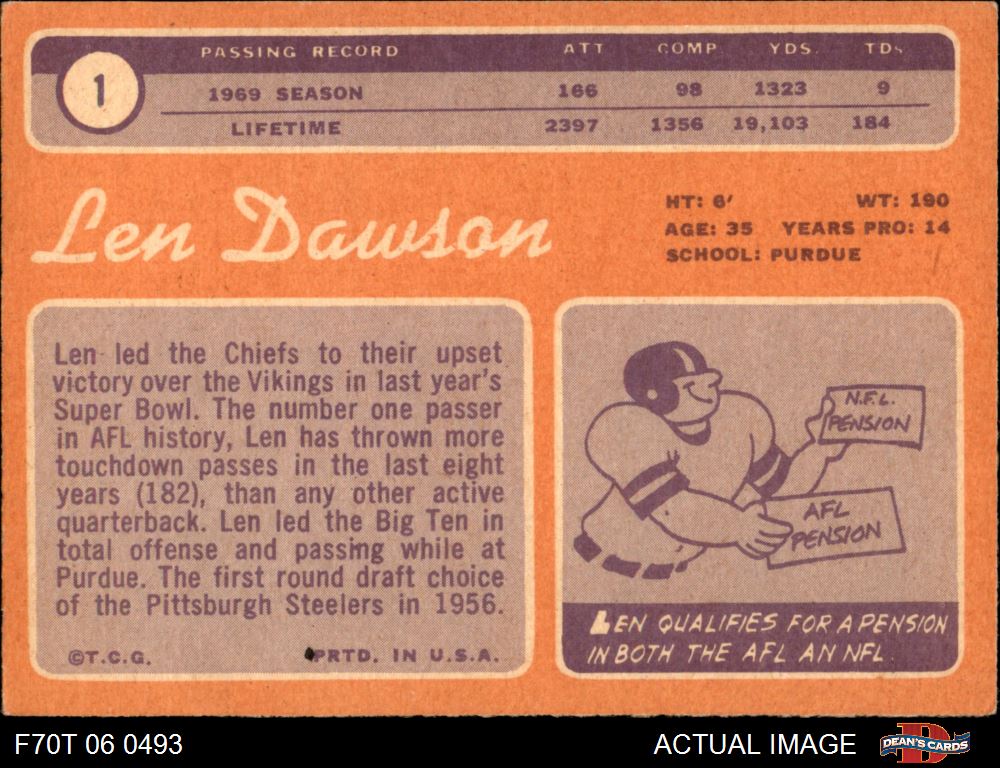 PASSING RECORD ATT COMP YDS. TDs
1
1969 SEASON 166 98 1323 9
LIFETIME 2397 1356 19,103 184
Len Dawson
HT: 6' WT: 190
AGE: 35 YEARS PRO: 14
SCHOOL: PURDUE
Len led the Chiefs to their upset
victory over the Vikings in last year's
Super Bowl. The number one passer
in AFL history, Len has thrown more
touchdown passes in the last eight
years (182), than any other active
quarterback. Len led the Big Ten in
total offense and passing while at
Purdue. The first round draft choice
of the Pittsburgh Steelers in 1956.
©T.C.G. PRTD. IN U.S.A.
N.F.L.
PENSION
AFL
PENSION
LEN QUALIFIES FOR A PENSION
IN BOTH THE AFL AN NFL.
F70T 06 0493 ACTUAL IMAGE DEAN'S CARDS